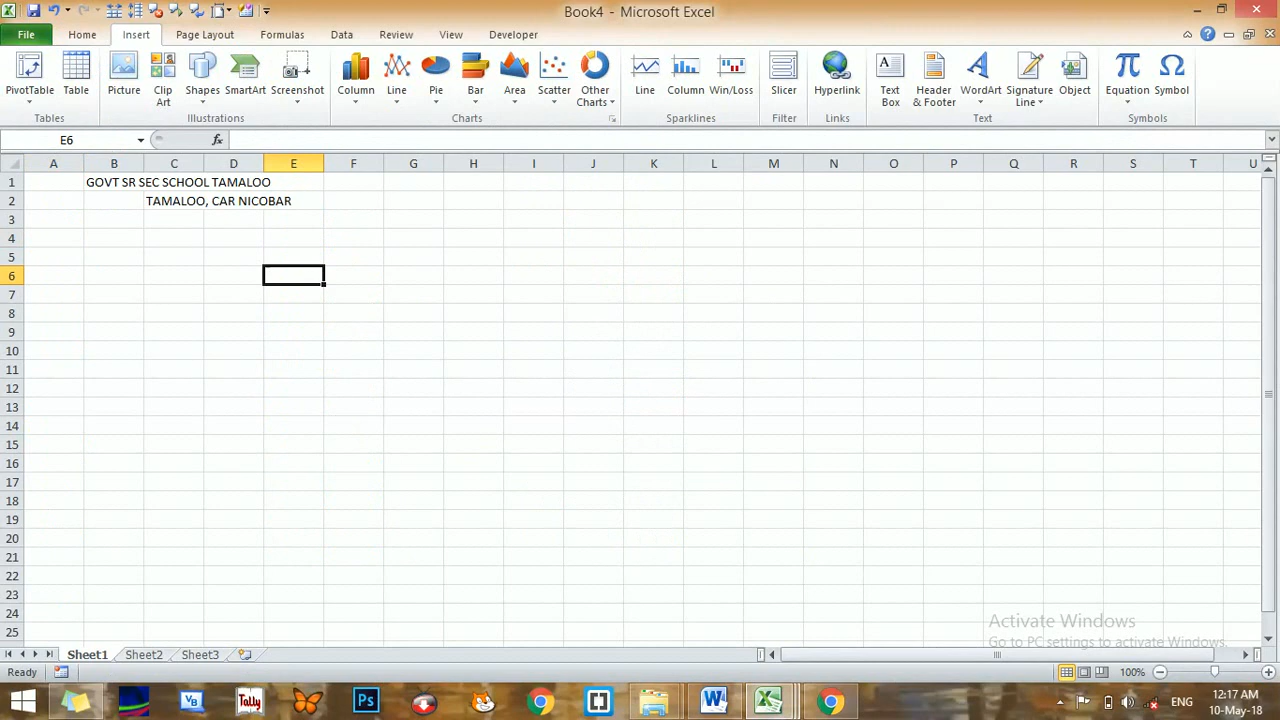 Book4 - Microsoft Excel
File Home Insert Page Layout Formulas Data Review View Developer
PivotTable Table Picture Clip Art Shapes SmartArt Screenshot Column Line Pie Bar Area Scatter Other Charts Line Column Win/Loss Slicer Hyperlink Text Box Header & Footer WordArt Signature Line Object Equation Symbol
Tables Illustrations Charts Sparklines Filter Links Text Symbols
E6 fx
A B C D E F G H I J K L M N O P Q R S T U
1 GOVT SR SEC SCHOOL TAMALOO
2 TAMALOO, CAR NICOBAR
3
4
5
6
7
8
9
10
11
12
13
14
15
16
17
18
19
20
21
22
23
24
25
Activate Windows
Go to PC settings to activate Windows.
Sheet1 Sheet2 Sheet3
Ready 100%
VB Tally Ps W X ENG 12:17 AM
10-May-18